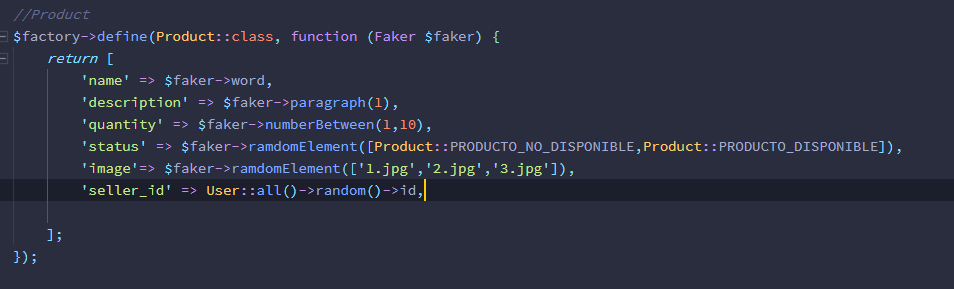 //Product
$factory->define(Product::class, function (Faker $faker) {
    return [
        'name' => $faker->word,
        'description' => $faker->paragraph(1),
        'quantity' => $faker->numberBetween(1,10),
        'status' => $faker->ramdomElement([Product::PRODUCTO_NO_DISPONIBLE,Product::PRODUCTO_DISPONIBLE]),
        'image'=> $faker->ramdomElement(['1.jpg','2.jpg','3.jpg']),
        'seller_id' => User::all()->random()->id,
    ];
});